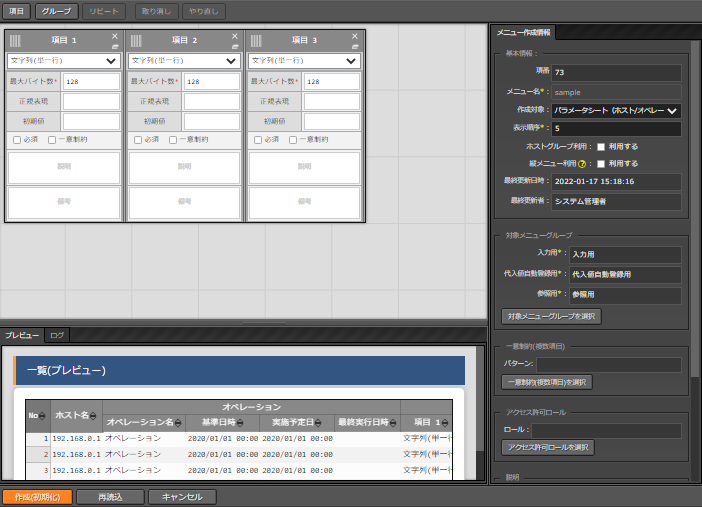 項目 グループ リピート 取り消し やり直し
項目 1 項目 2 項目 3
文字列(単一行) 文字列(単一行) 文字列(単一行)
最大バイト数* 128 最大バイト数* 128 最大バイト数* 128
正規表現 正規表現 正規表現
初期値 初期値 初期値
必須 一意制約 必須 一意制約 必須 一意制約
説明 説明 説明
備考 備考 備考
メニュー作成情報
基本情報:
項番 73
メニュー名*: sample
作成対象: パラメータシート(ホスト/オペレー
表示順序*: 5
ホストグループ利用: 利用する
縦メニュー利用?: 利用する
最終更新日時: 2022-01-17 15:18:16
最終更新者: システム管理者
対象メニューグループ
入力用*: 入力用
代入値自動登録用*: 代入値自動登録用
参照用*: 参照用
対象メニューグループを選択
一意制約(複数項目)
パターン:
一意制約(複数項目)を選択
アクセス許可ロール
ロール:
アクセス許可ロールを選択
説明
プレビュー ログ
一覧(プレビュー)
No ホスト名 オペレーション
オペレーション名 基準日時 実施予定日 最終実行日時 項目 1
1 192.168.0.1 オペレーション 2020/01/01 00:00 2020/01/01 00:00 文字列(単一行
2 192.168.0.1 オペレーション 2020/01/01 00:00 2020/01/01 00:00 文字列(単一行
3 192.168.0.1 オペレーション 2020/01/01 00:00 2020/01/01 00:00 文字列(単一行
作成(初期化) 再読込 キャンセル